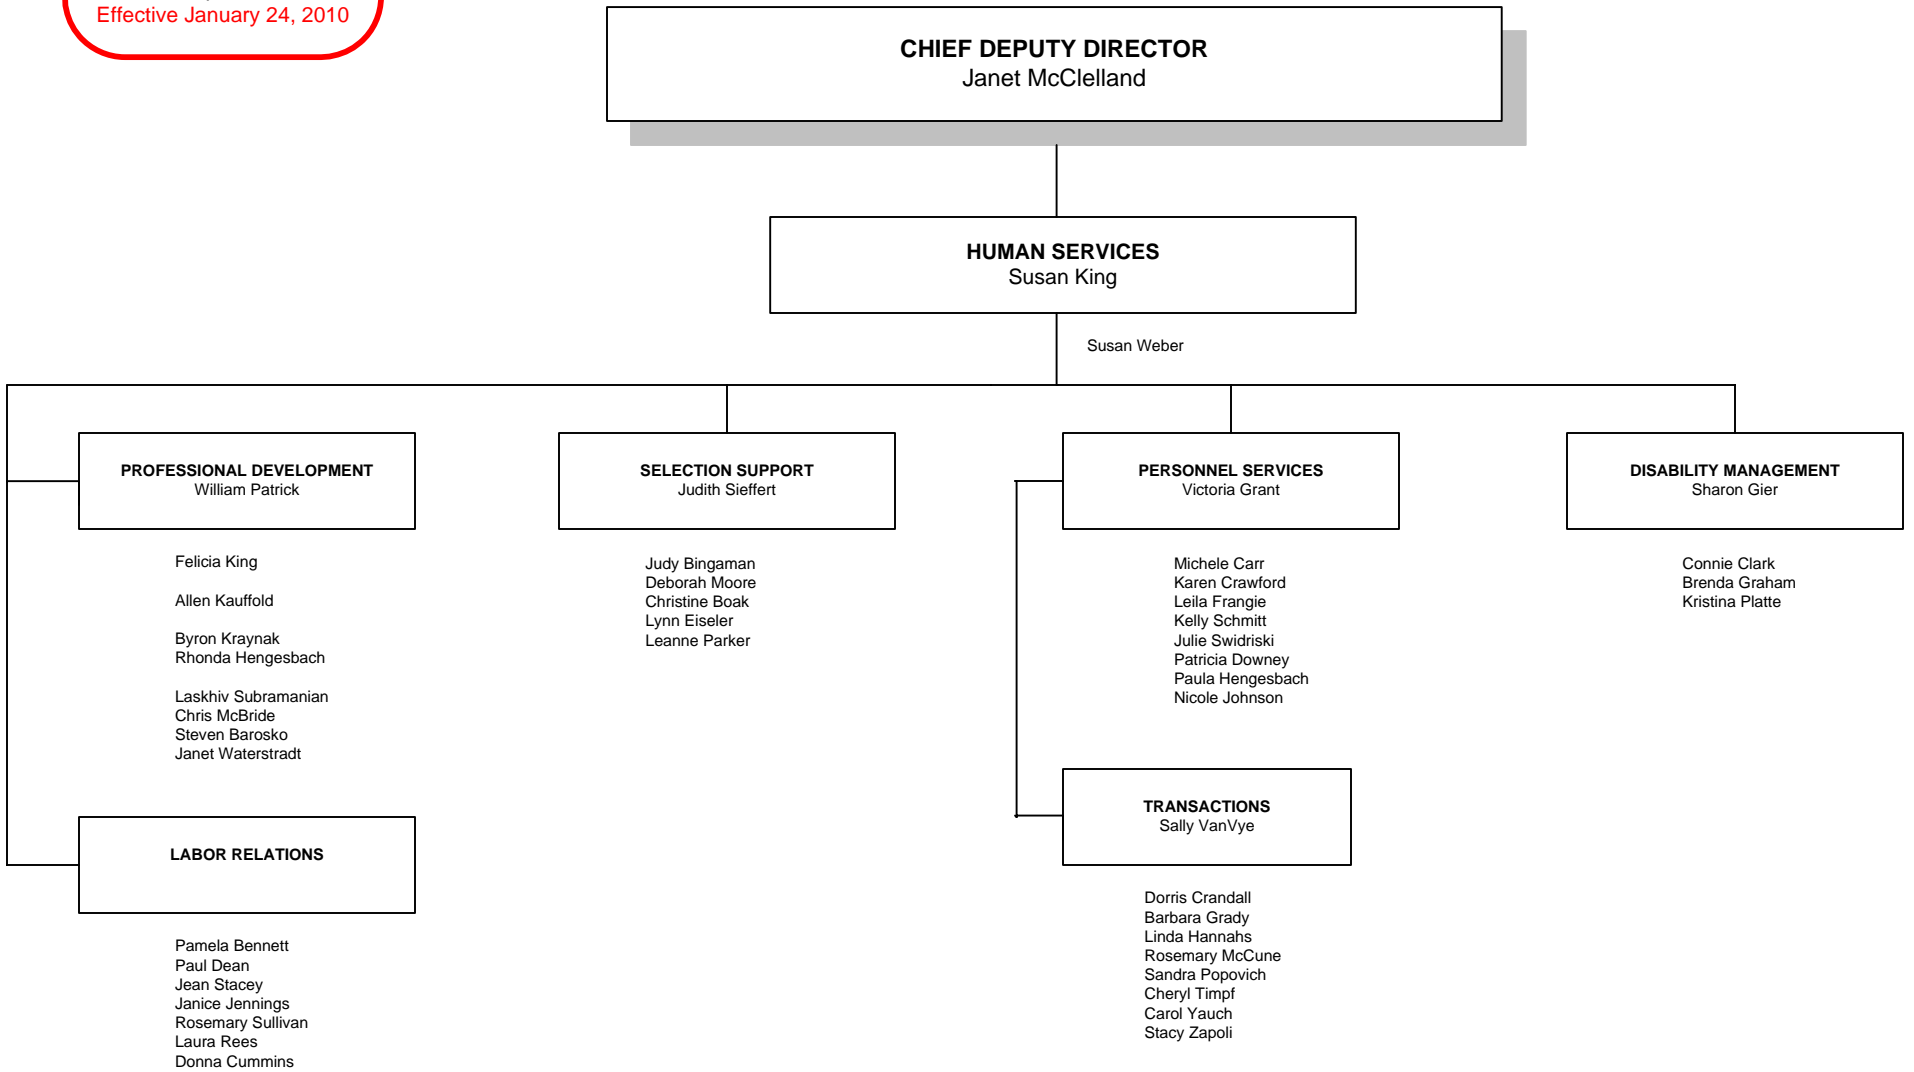 Effective January 24, 2010
CHIEF DEPUTY DIRECTOR
Janet McClelland
HUMAN SERVICES
Susan King
Susan Weber
PROFESSIONAL DEVELOPMENT
William Patrick
Felicia King
Allen Kauffold
Byron Kraynak
Rhonda Hengesbach
Laskhiv Subramanian
Chris McBride
Steven Barosko
Janet Waterstradt
LABOR RELATIONS
Pamela Bennett
Paul Dean
Jean Stacey
Janice Jennings
Rosemary Sullivan
Laura Rees
Donna Cummins
SELECTION SUPPORT
Judith Sieffert
Judy Bingaman
Deborah Moore
Christine Boak
Lynn Eiseler
Leanne Parker
PERSONNEL SERVICES
Victoria Grant
Michele Carr
Karen Crawford
Leila Frangie
Kelly Schmitt
Julie Swidriski
Patricia Downey
Paula Hengesbach
Nicole Johnson
TRANSACTIONS
Sally VanVye
Dorris Crandall
Barbara Grady
Linda Hannahs
Rosemary McCune
Sandra Popovich
Cheryl Timpf
Carol Yauch
Stacy Zapoli
DISABILITY MANAGEMENT
Sharon Gier
Connie Clark
Brenda Graham
Kristina Platte